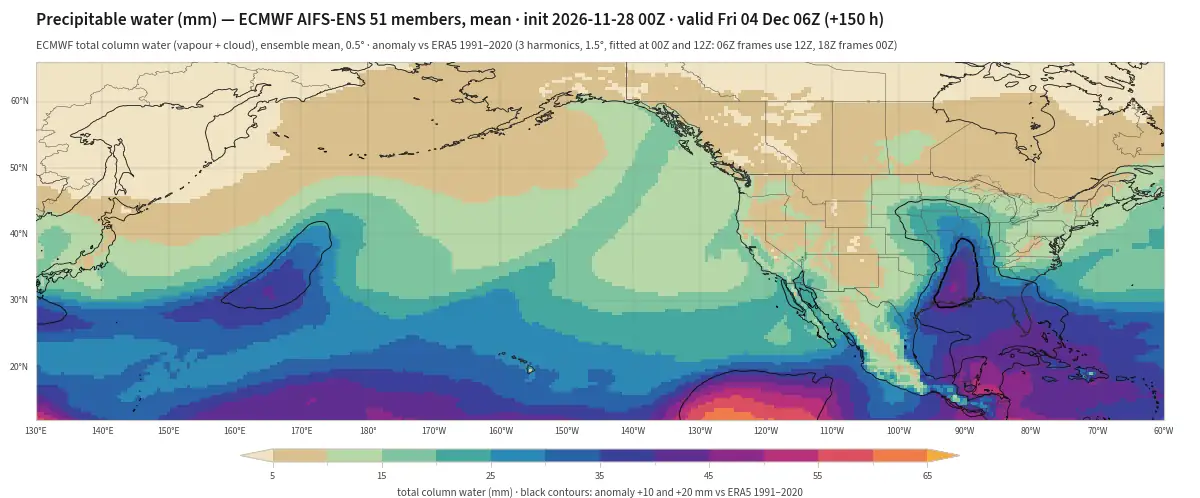 Precipitable water (mm) — ECMWF AIFS-ENS 51 members, mean · init 2026-11-28 00Z · valid Fri 04 Dec 06Z (+150 h)
ECMWF total column water (vapour + cloud), ensemble mean, 0.5° · anomaly vs ERA5 1991–2020 (3 harmonics, 1.5°, fitted at 00Z and 12Z: 06Z frames use 12Z, 18Z frames 00Z)
60°N
50°N
40°N
30°N
20°N
130°E 140°E 150°E 160°E 170°E 180° 170°W 160°W 150°W 140°W 130°W 120°W 110°W 100°W 90°W 80°W 70°W 60°W
5 15 25 35 45 55 65
total column water (mm) · black contours: anomaly +10 and +20 mm vs ERA5 1991–2020